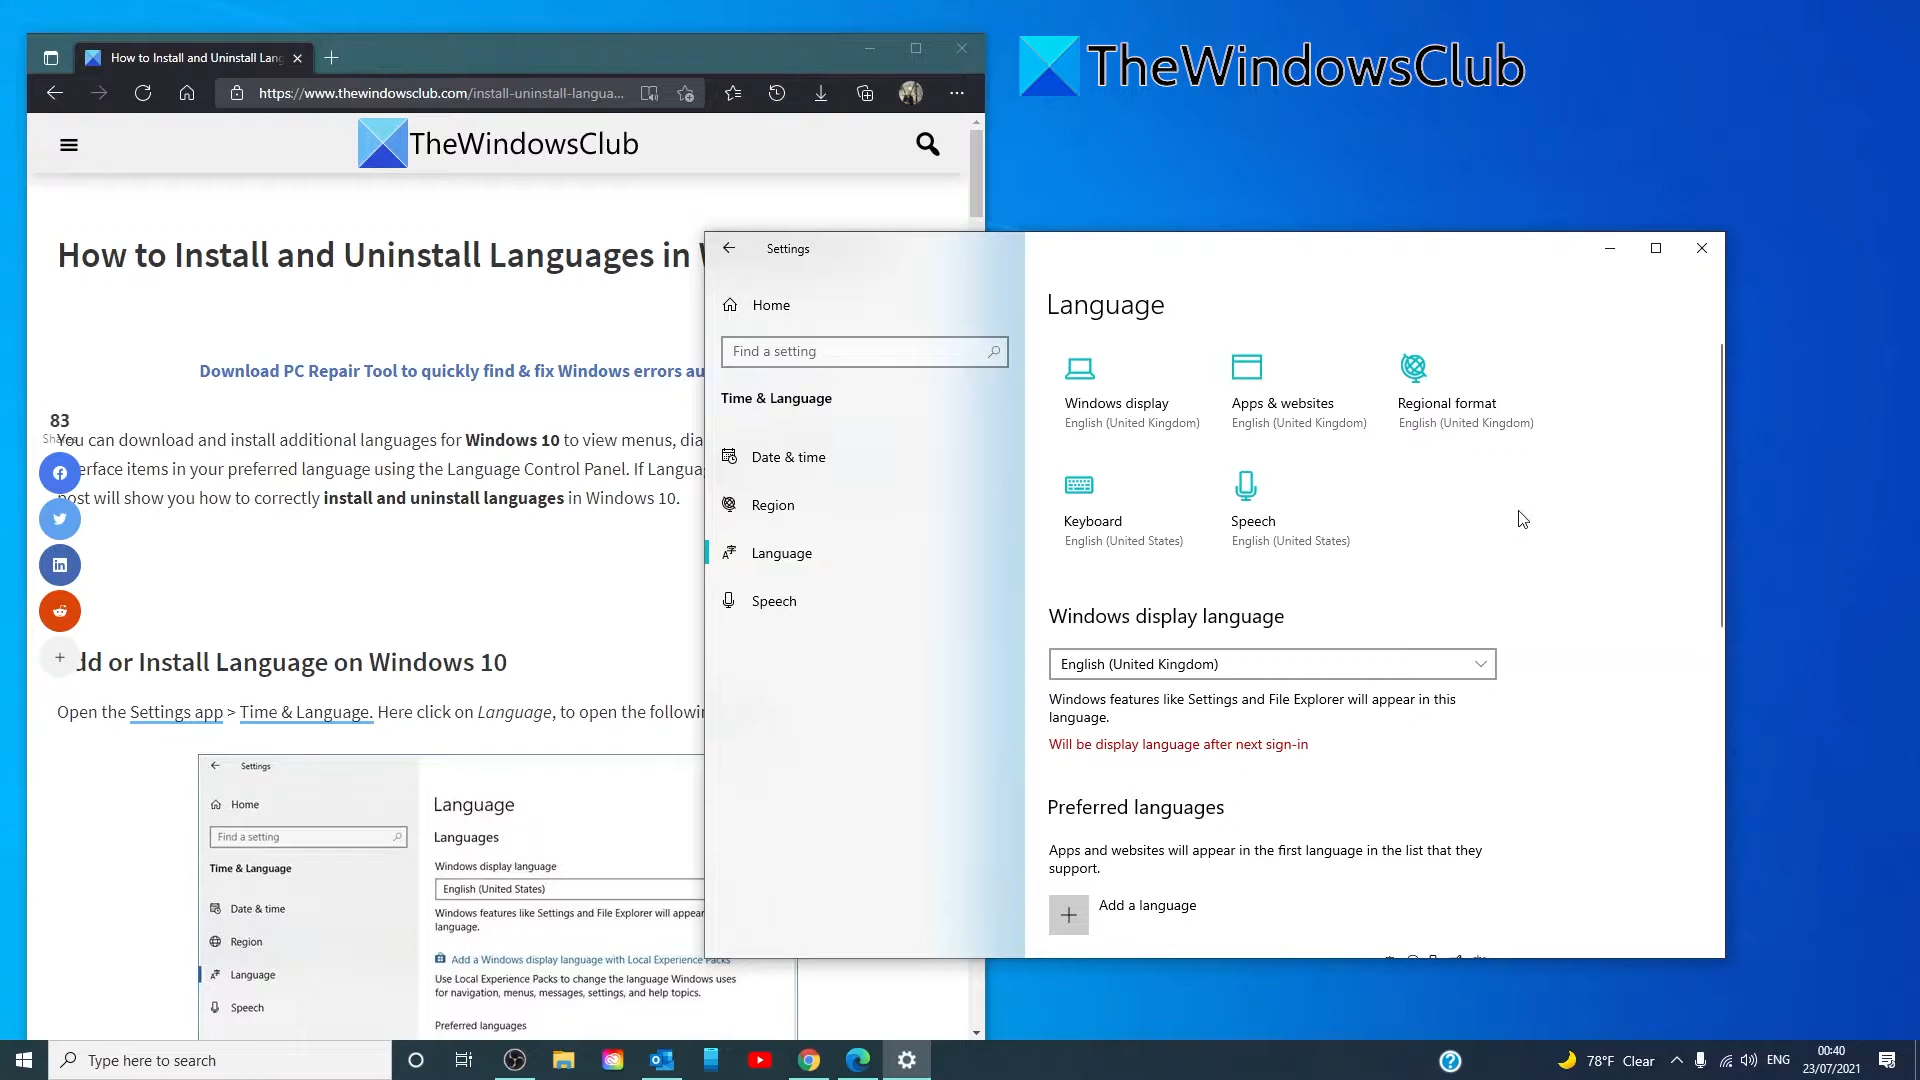 How to Install and Uninstall Lang
https://www.thewindowsclub.com/install-uninstall-langua...
TheWindowsClub
TheWindowsClub
How to Install and Uninstall Languages in
Download PC Repair Tool to quickly find & fix Windows errors au
83
You can download and install additional languages for Windows 10 to view menus, dia
erface items in your preferred language using the Language Control Panel. If Langua
post will show you how to correctly install and uninstall languages in Windows 10.
dd or Install Language on Windows 10
Open the Settings app > Time & Language. Here click on Language, to open the followin
Settings
Home
Find a setting
Time & Language
Date & time
Region
Language
Speech
Language
Languages
Windows display language
English (United States)
Windows features like Settings and File Explorer will appear
language.
Add a Windows display language with Local Experience Packs
Use Local Experience Packs to change the language Windows uses
for navigation, menus, messages, settings, and help topics.
Preferred languages
Settings
Home
Find a setting
Time & Language
Date & time
Region
Language
Speech
Language
Windows display
English (United Kingdom)
Apps & websites
English (United Kingdom)
Regional format
English (United Kingdom)
Keyboard
English (United States)
Speech
English (United States)
Windows display language
English (United Kingdom)
Windows features like Settings and File Explorer will appear in this
language.
Will be display language after next sign-in
Preferred languages
Apps and websites will appear in the first language in the list that they
support.
Add a language
Type here to search
78°F Clear
ENG
00:40
23/07/2021